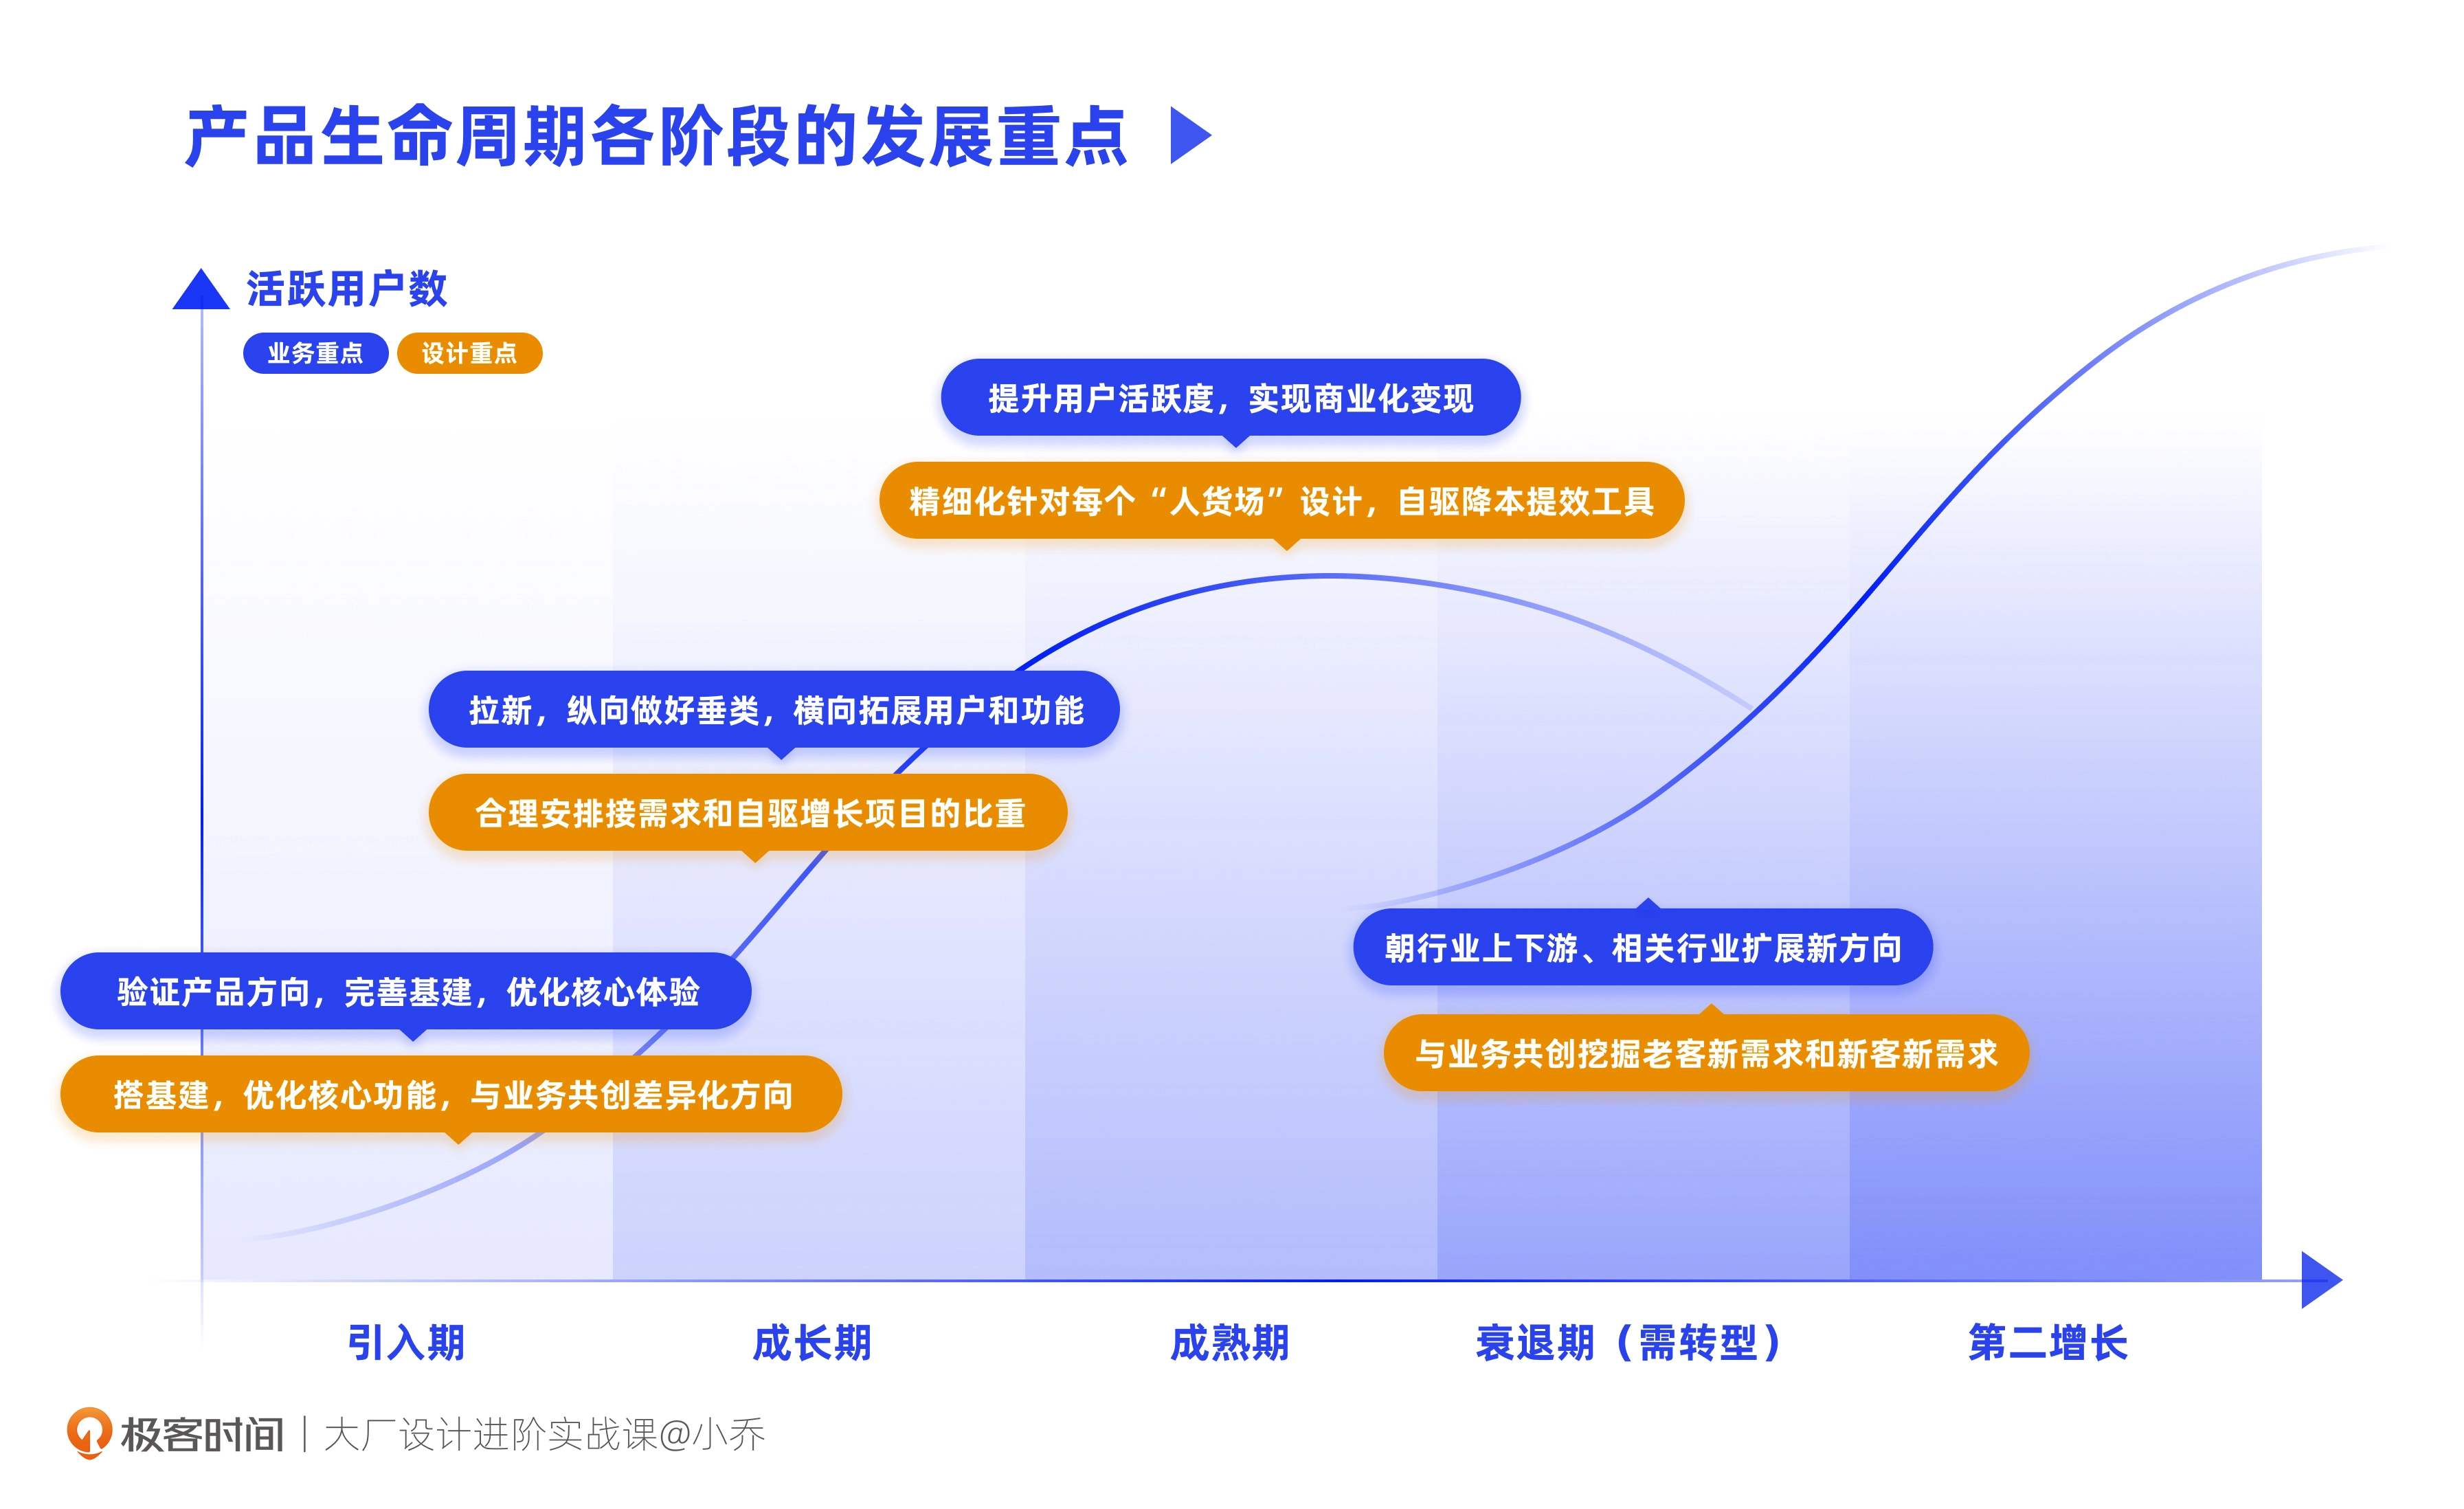 产品生命周期各阶段的发展重点
活跃用户数
业务重点 设计重点
提升用户活跃度，实现商业化变现
精细化针对每个“人货场”设计，自驱降本提效工具
拉新，纵向做好垂类，横向拓展用户和功能
合理安排接需求和自驱增长项目的比重
验证产品方向，完善基建，优化核心体验
搭基建，优化核心功能，与业务共创差异化方向
朝行业上下游、相关行业扩展新方向
与业务共创挖掘老客新需求和新客新需求
引入期 成长期 成熟期 衰退期（需转型） 第二增长
极客时间｜大厂设计进阶实战课@小乔